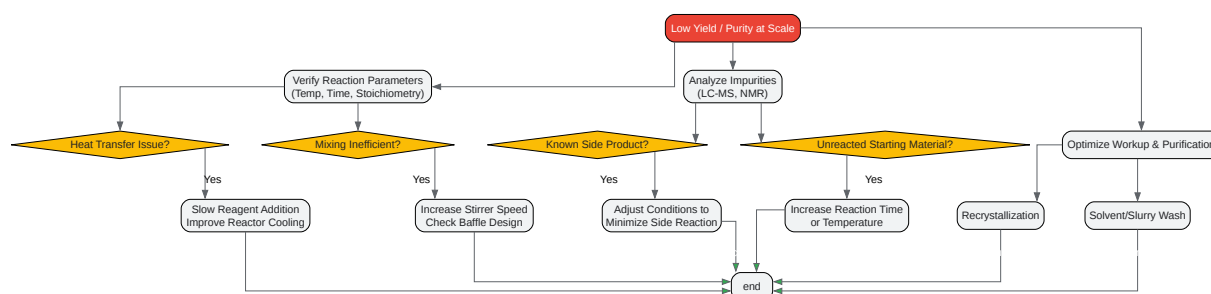 Low Yield / Purity at Scale
Verify Reaction Parameters
(Temp, Time, Stoichiometry)
Analyze Impurities
(LC-MS, NMR)
Heat Transfer Issue?
Mixing Inefficient?
Known Side Product?
Unreacted Starting Material?
Optimize Workup & Purification
Yes
Yes
Yes
Yes
Slow Reagent Addition
Improve Reactor Cooling
Increase Stirrer Speed
Check Baffle Design
Adjust Conditions to
Minimize Side Reaction
Increase Reaction Time
or Temperature
Recrystallization
Solvent/Slurry Wash
end